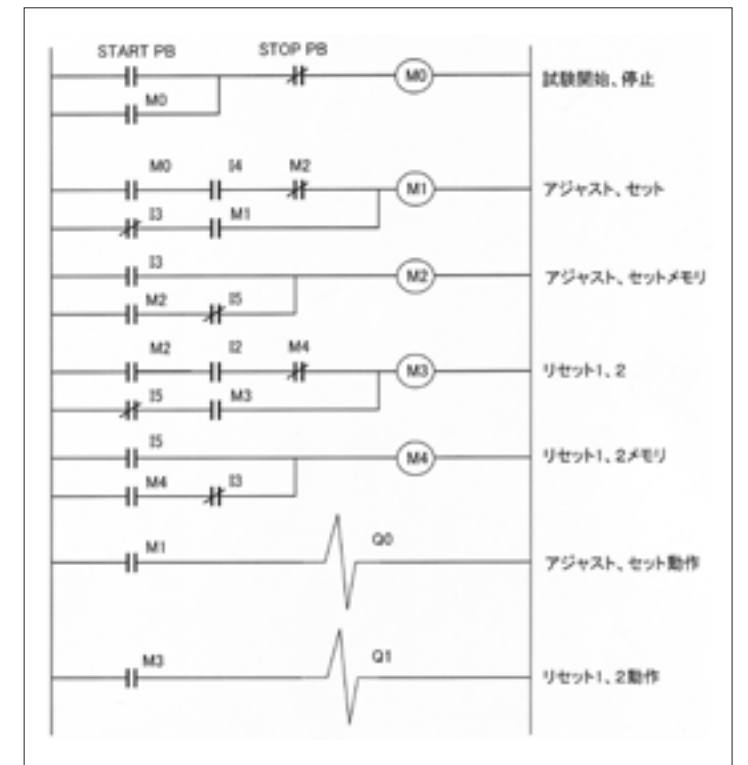 START PB STOP PB
M0 試験開始、停止
M0
M0 I4 M2
M1 アジャスト、セット
I3 M1
I3
M2 アジャスト、セットメモリ
M2 I5
M2 I2 M4
M3 リセット1、2
I5 M3
I5
M4 リセット1、2メモリ
M4 I3
M1 Q0
アジャスト、セット動作
M3 Q1
リセット1、2動作